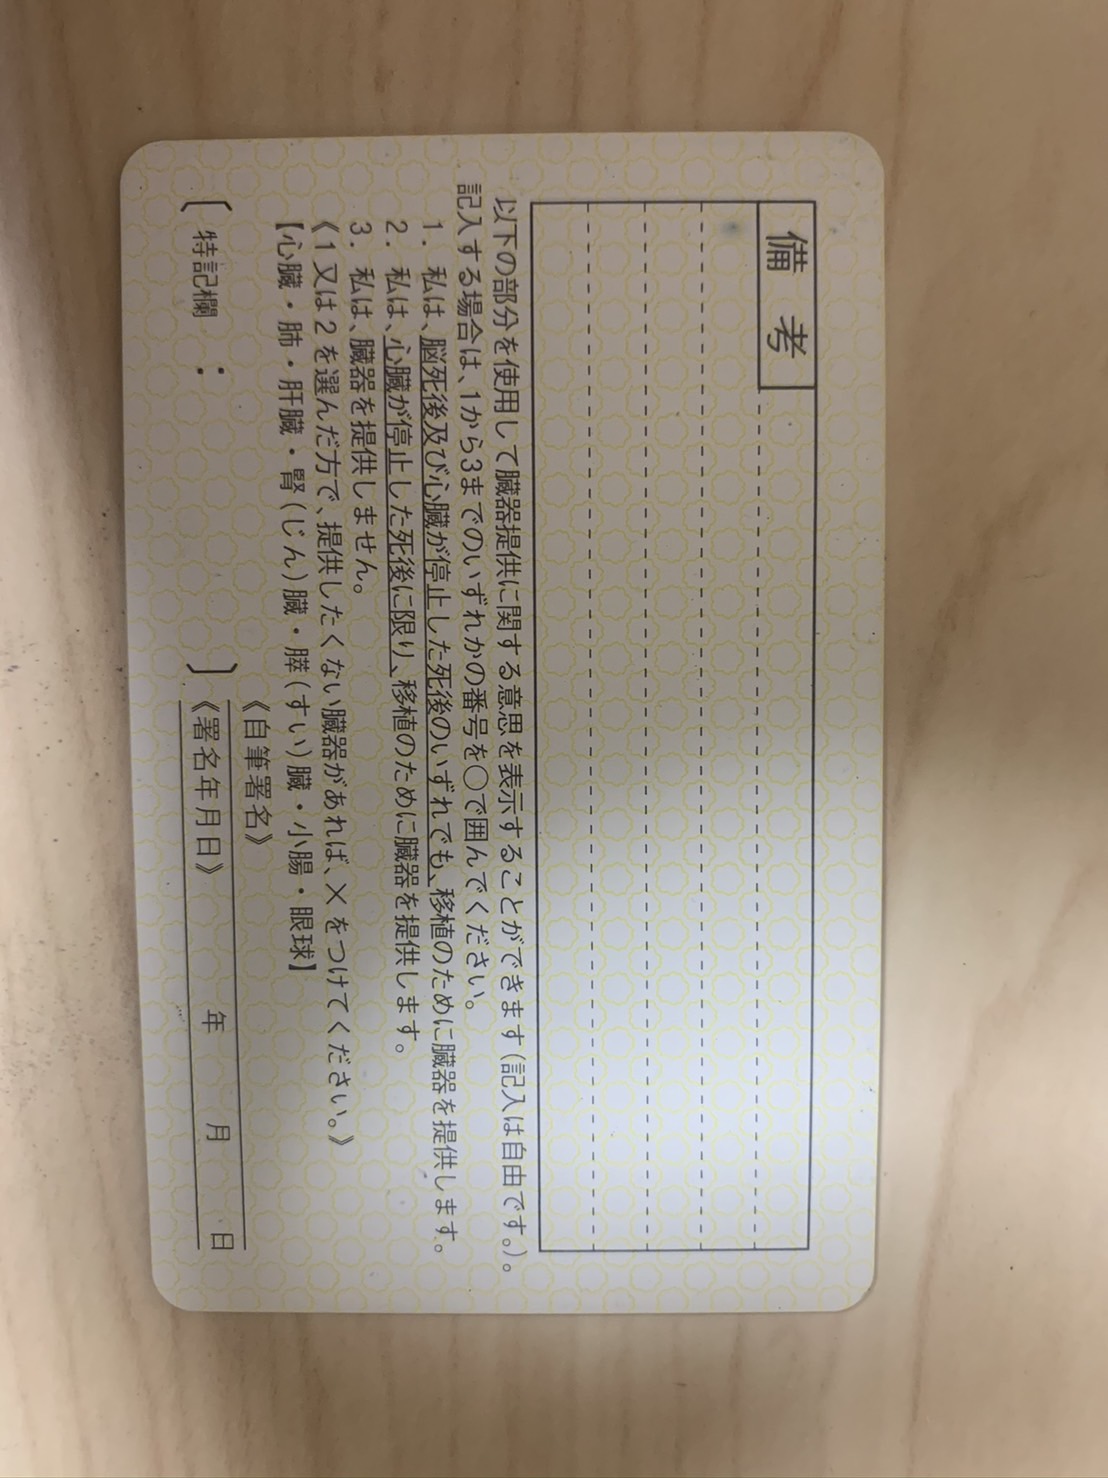 備考
以下の部分を使用して臓器提供に関する意思を表示することができます(記入は自由です。)。
記入する場合は、1から3までのいずれかの番号を○で囲んでください。
1. 私は、脳死後及び心臓が停止した死後のいずれでも、移植のために臓器を提供します。
2. 私は、心臓が停止した死後に限り、移植のために臓器を提供します。
3. 私は、臓器を提供しません。
《1又は2を選んだ方で、提供したくない臓器があれば、×をつけてください。》
【心臓・肺・肝臓・腎(じん)臓・膵(すい)臓・小腸・眼球】
〔特記欄:〕
《自筆署名》
《署名年月日》 年 月 日